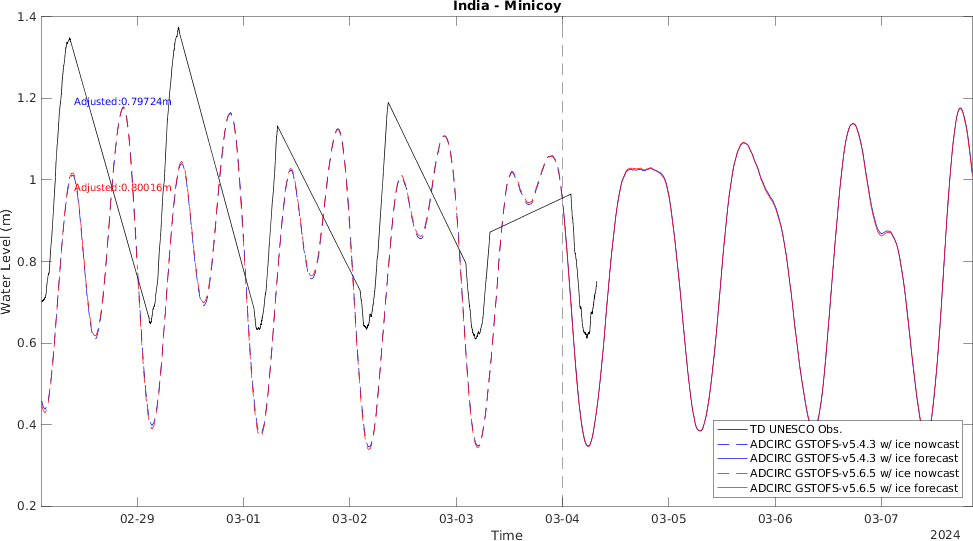 India - Minicoy
1.4
1.2
1
0.8
0.6
0.4
0.2
Water Level (m)
Adjusted:0.79724m
Adjusted:0.80016m
TD UNESCO Obs.
ADCIRC GSTOFS-v5.4.3 w/ ice nowcast
ADCIRC GSTOFS-v5.4.3 w/ ice forecast
ADCIRC GSTOFS-v5.6.5 w/ ice nowcast
ADCIRC GSTOFS-v5.6.5 w/ ice forecast
02-29 03-01 03-02 03-03 03-04 03-05 03-06 03-07
Time
2024